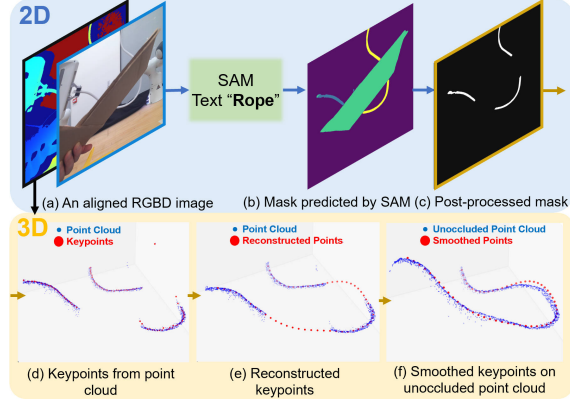 2D
SAM
Text “Rope”
(a) An aligned RGBD image
(b) Mask predicted by SAM
(c) Post-processed mask
3D
Point Cloud
Keypoints
Point Cloud
Reconstructed Points
Unoccluded Point Cloud
Smoothed Points
(d) Keypoints from point
cloud
(e) Reconstructed
keypoints
(f) Smoothed keypoints on
unoccluded point cloud